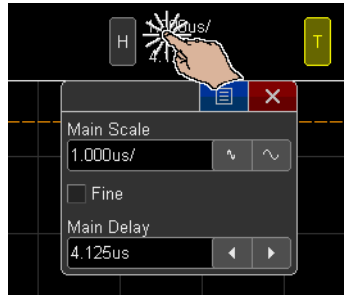 H
T
Main Scale
1.000us/
Fine
Main Delay
4.125us